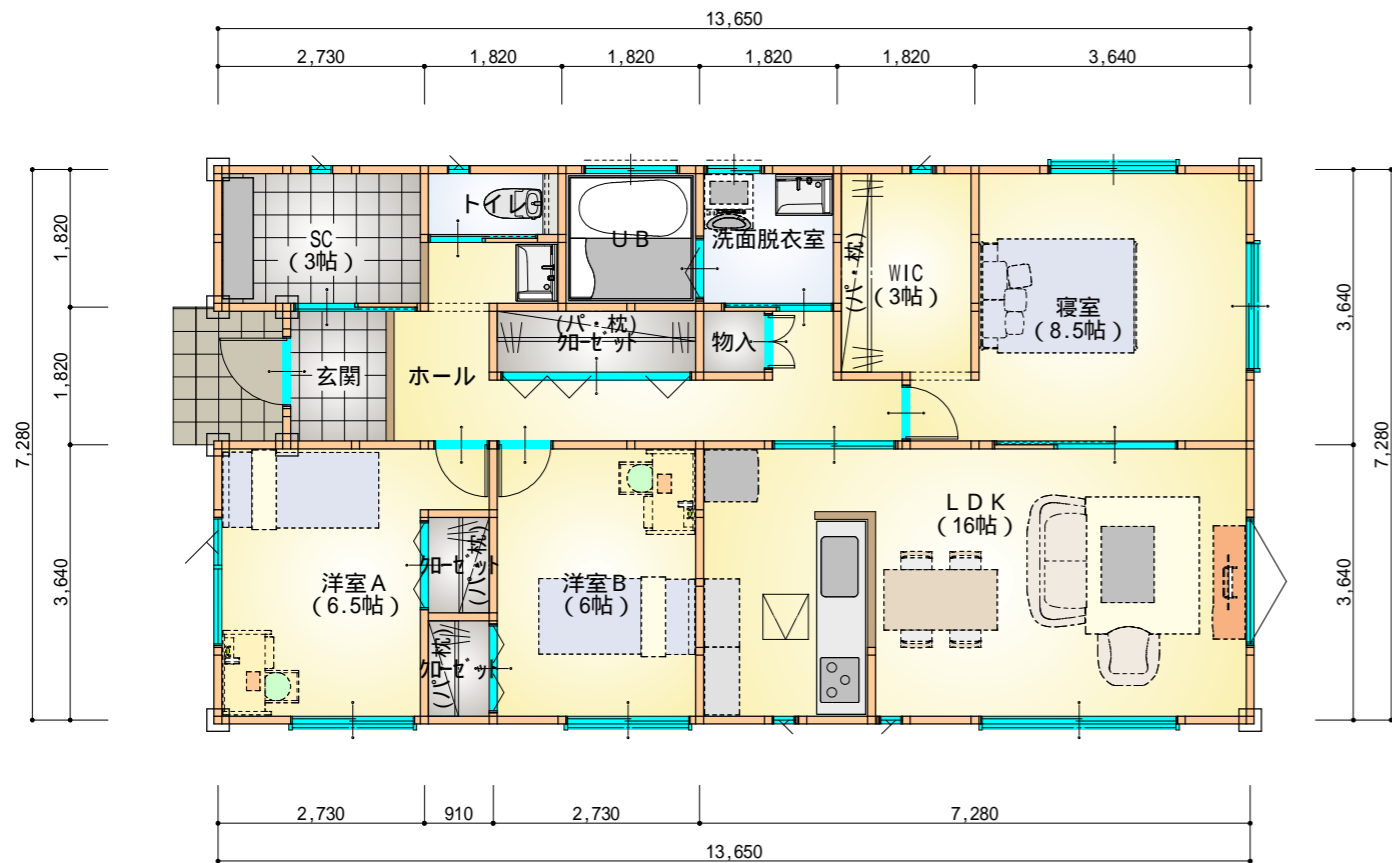 13,650
2,730
1,820
1,820
1,820
1,820
3,640
1,820
1,820
3,640
7,280
3,640
3,640
7,280
SC
(3帖)
トイレ
UB
洗面脱衣室
(パ・枕)
WIC
(3帖)
寝室
(8.5帖)
玄関
ホール
(パ・枕)
クローゼット
物入
洋室A
(6.5帖)
クローゼット
(パ・枕)
クローゼット
(パ・枕)
洋室B
(6帖)
LDK
(16帖)
2,730
910
2,730
7,280
13,650